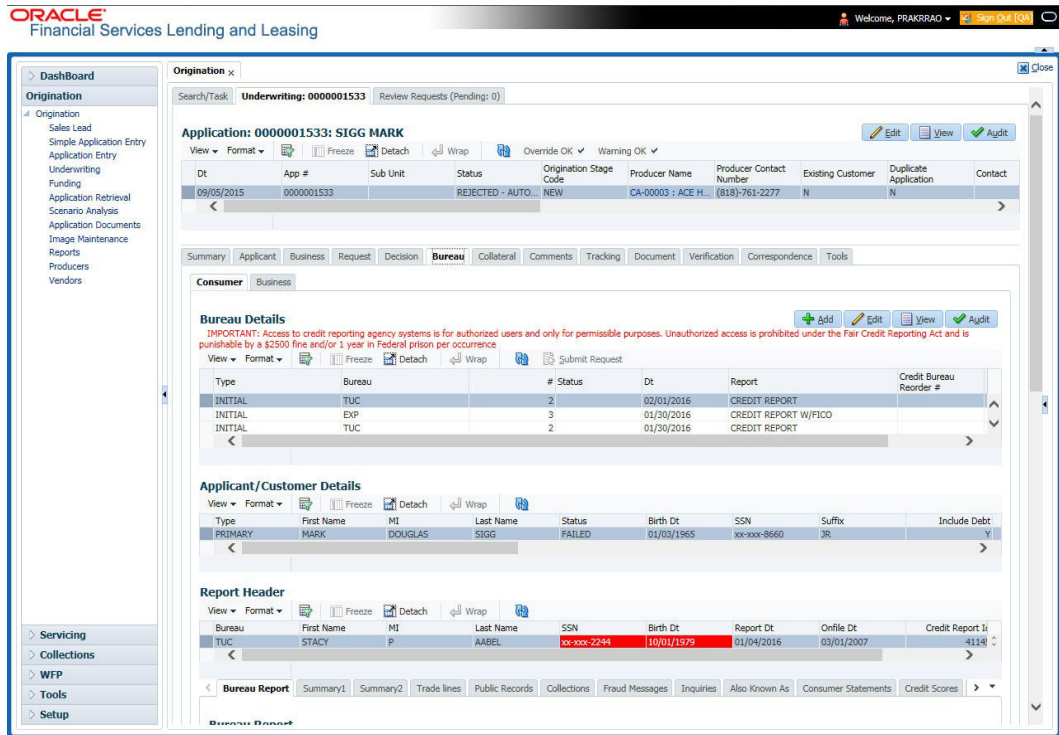 ORACLE
Financial Services Lending and Leasing
Welcome, PRAKRRAO
Sign Out [QA]
Close
DashBoard
Origination
Origination
Sales Lead
Simple Application Entry
Application Entry
Underwriting
Funding
Application Retrieval
Scenario Analysis
Application Documents
Image Maintenance
Reports
Producers
Vendors
Servicing
Collections
WFP
Tools
Setup
Origination x
Search/Task Underwriting: 0000001533 Review Requests (Pending: 0)
Application: 0000001533: SIGG MARK
Edit View Audit
View Format Freeze Detach Wrap Override OK Warning OK
Dt App # Sub Unit Status Origination Stage Code Producer Name Producer Contact Number Existing Customer Duplicate Application Contact
09/05/2015 0000001533 REJECTED - AUTO... NEW CA-00003 : ACE H... (818)-761-2277 N N
Summary Applicant Business Request Decision Bureau Collateral Comments Tracking Document Verification Correspondence Tools
Consumer Business
Bureau Details
Add Edit View Audit
IMPORTANT: Access to credit reporting agency systems is for authorized users and only for permissible purposes. Unauthorized access is prohibited under the Fair Credit Reporting Act and is
punishable by a $2500 fine and/or 1 year in Federal prison per occurrence
View Format Freeze Detach Wrap Submit Request
Type Bureau # Status Dt Report Credit Bureau Reorder #
INITIAL TUC 2 02/01/2016 CREDIT REPORT
INITIAL EXP 3 01/30/2016 CREDIT REPORT W/FICO
INITIAL TUC 2 01/30/2016 CREDIT REPORT
Applicant/Customer Details
View Format Freeze Detach Wrap
Type First Name MI Last Name Status Birth Dt SSN Suffix Include Debt
PRIMARY MARK DOUGLAS SIGG FAILED 01/03/1965 xx-xxx-8660 JR Y
Report Header
View Format Freeze Detach Wrap
Bureau First Name MI Last Name SSN Birth Dt Report Dt Onfile Dt Credit Report Id
TUC STACY P AABEL xx-xxx-2244 10/01/1979 01/04/2016 03/01/2007
Bureau Report Summary1 Summary2 Trade lines Public Records Collections Fraud Messages Inquiries Also Known As Consumer Statements Credit Scores
Bureau Report